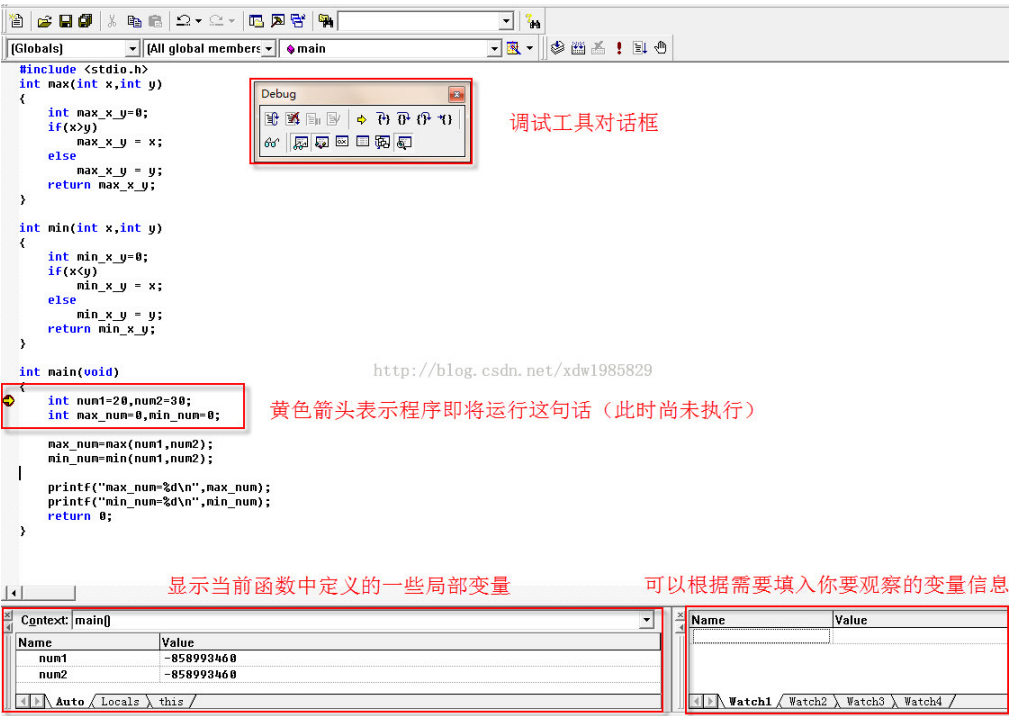 (Globals)
(All global members
main
#include <stdio.h>
int max(int x,int y)
{
int max_x_y=0;
if(x>y)
max_x_y = x;
else
max_x_y = y;
return max_x_y;
}
Debug
调试工具对话框
int min(int x,int y)
{
int min_x_y=0;
if(x<y)
min_x_y = x;
else
min_x_y = y;
return min_x_y;
}
http://blog.csdn.net/xdw1985829
int main(void)
{
int num1=20,num2=30;
int max_num=0,min_num=0;
黄色箭头表示程序即将运行这句话（此时尚未执行）
max_num=max(num1,num2);
min_num=min(num1,num2);
printf("max_num=%d\n",max_num);
printf("min_num=%d\n",min_num);
return 0;
}
显示当前函数中定义的一些局部变量
可以根据需要填入你要观察的变量信息
Context: main()
Name Value
num1 -858993460
num2 -858993460
Auto Locals this
Name Value
Watch1 Watch2 Watch3 Watch4